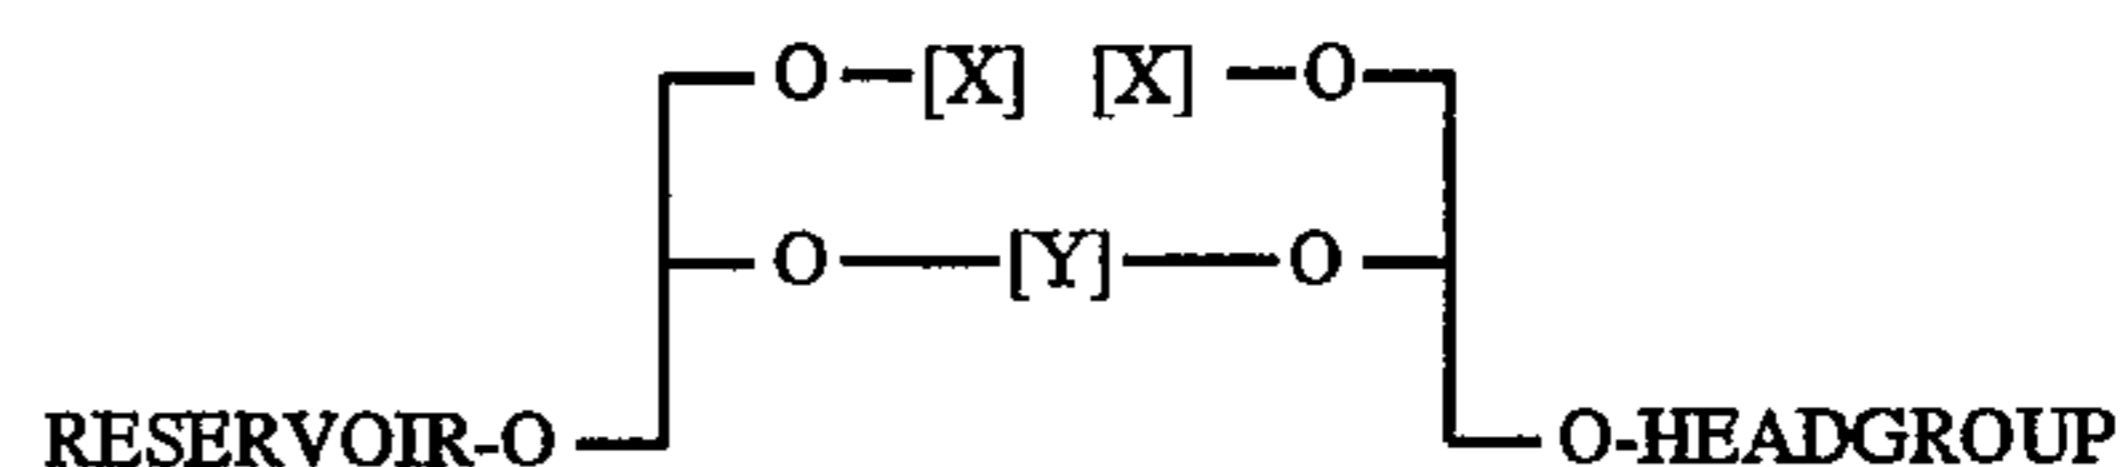 O—[X] [X]—O
O—[Y]—O
RESERVOIR-O O-HEADGROUP